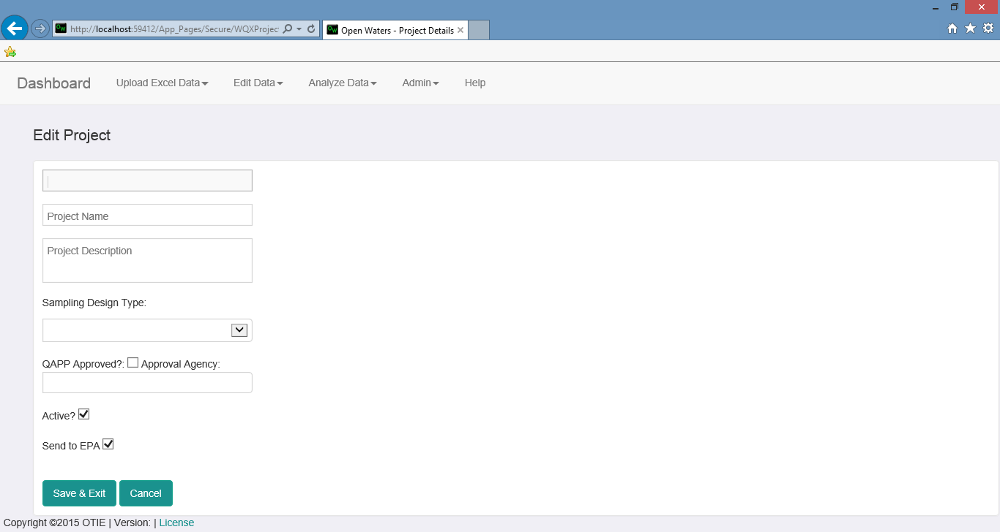 http://localhost:59412/App_Pages/Secure/WQXProject
OW Open Waters - Project Details
Dashboard Upload Excel Data Edit Data Analyze Data Admin Help
Edit Project
Project Name
Project Description
Sampling Design Type:
QAPP Approved?: Approval Agency:
Active?
Send to EPA
Save & Exit Cancel
Copyright ©2015 OTIE | Version: | License